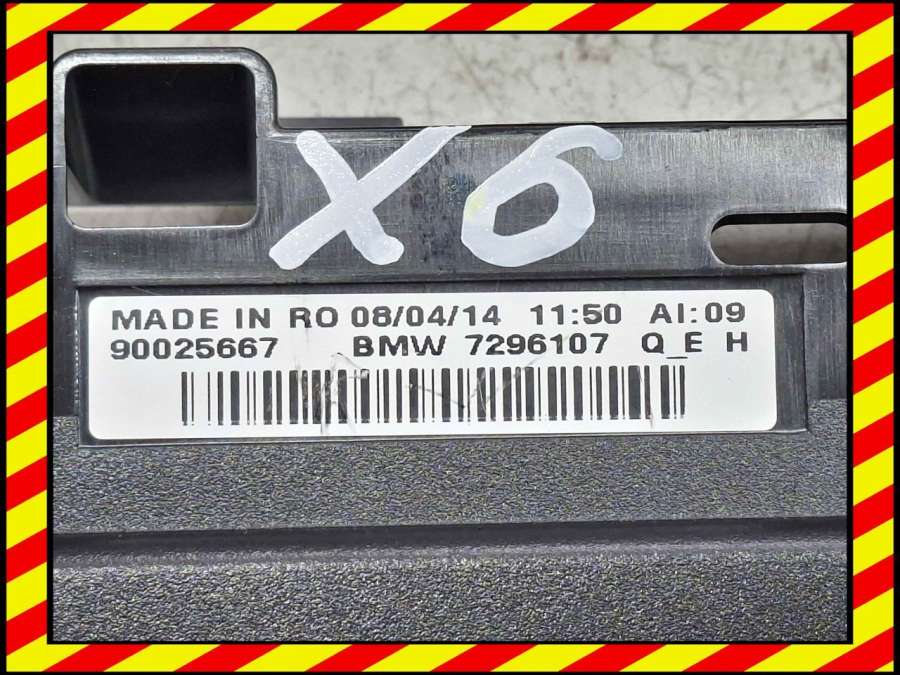 X6
MADE IN RO 08/04/14 11:50 AI:09
90025667 BMW 7296107 Q_E H